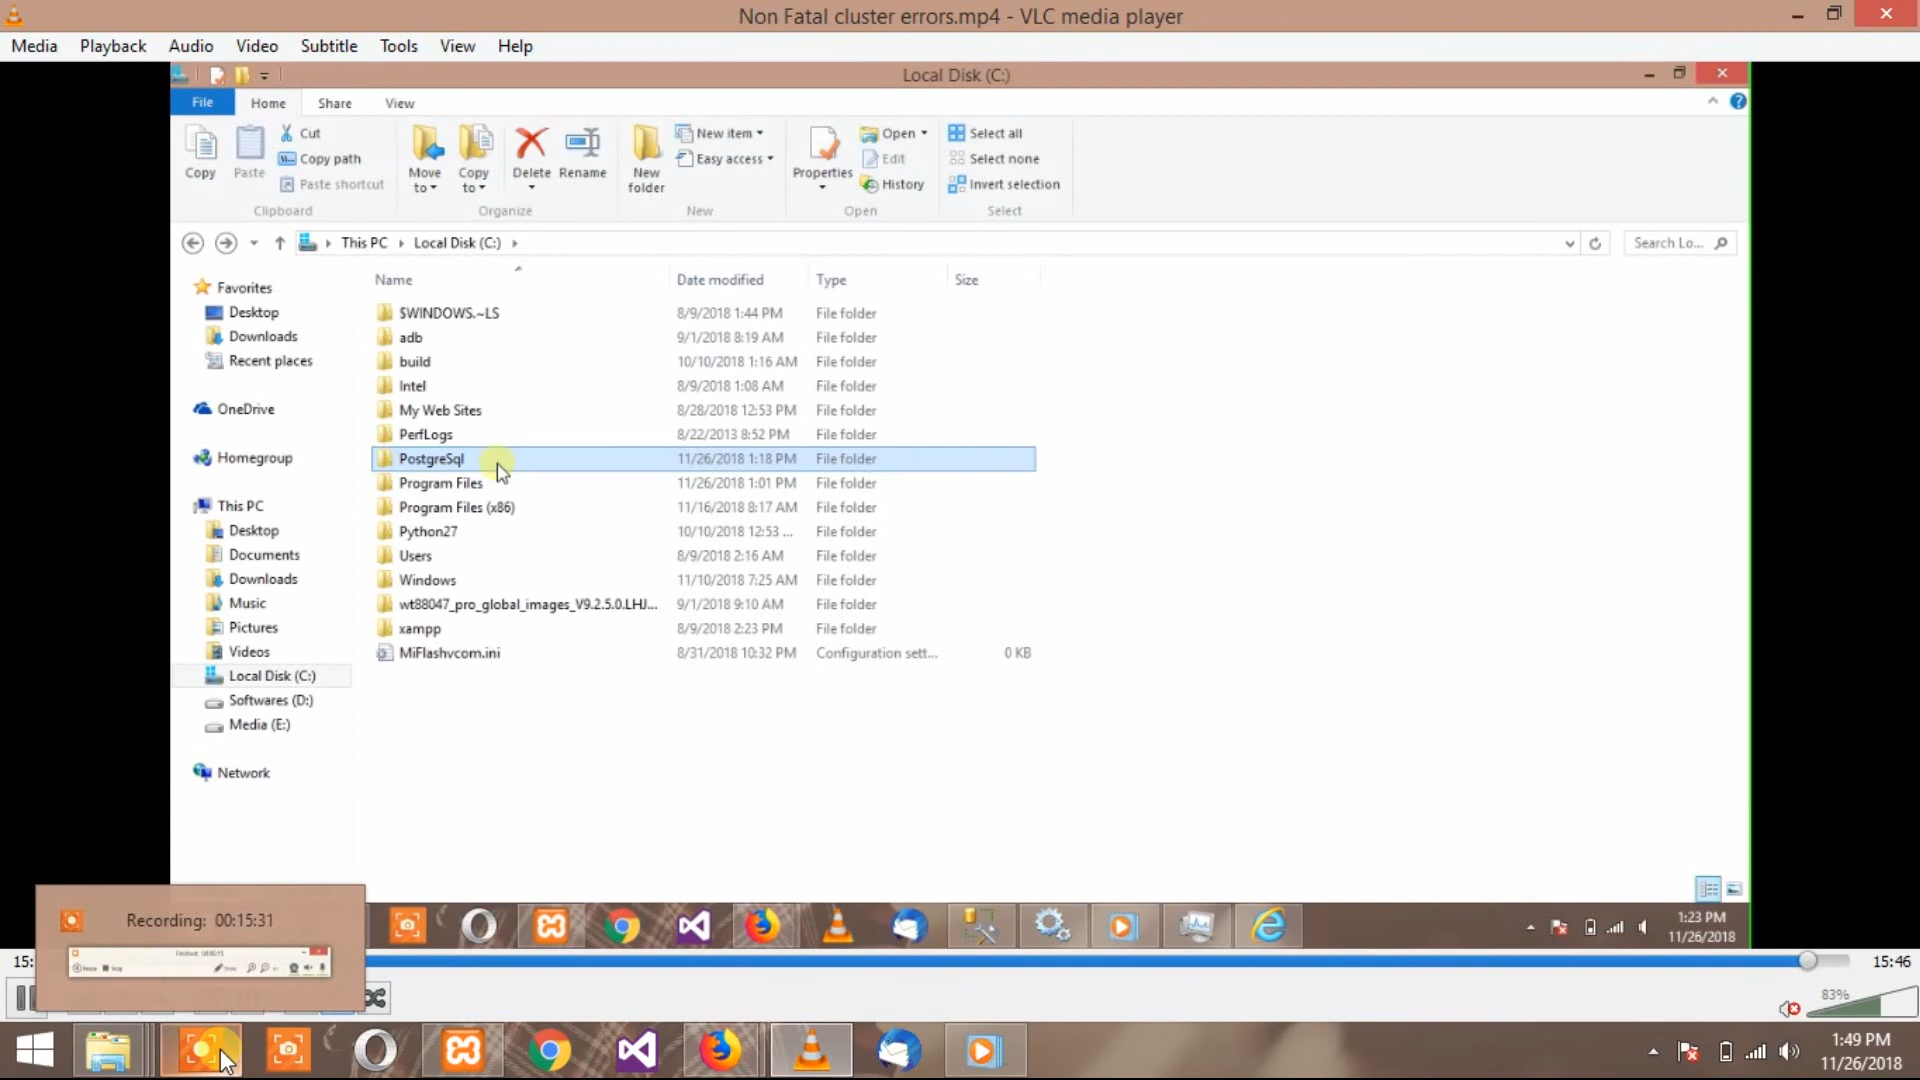 Non Fatal cluster errors.mp4 - VLC media player
Media Playback Audio Video Subtitle Tools View Help
Local Disk (C:)
File Home Share View
Copy
Paste
Cut
Copy path
Paste shortcut
Clipboard
Move to
Copy to
Delete
Rename
Organize
New folder
New item
Easy access
New
Properties
Open
Edit
History
Open
Select all
Select none
Invert selection
Select
This PC Local Disk (C:)
Search Lo...
Favorites
Desktop
Downloads
Recent places
OneDrive
Homegroup
This PC
Desktop
Documents
Downloads
Music
Pictures
Videos
Local Disk (C:)
Softwares (D:)
Media (E:)
Network
Name Date modified Type Size
$WINDOWS.~LS 8/9/2018 1:44 PM File folder
adb 9/1/2018 8:19 AM File folder
build 10/10/2018 1:16 AM File folder
Intel 8/9/2018 1:08 AM File folder
My Web Sites 8/28/2018 12:53 PM File folder
PerfLogs 8/22/2013 8:52 PM File folder
PostgreSql 11/26/2018 1:18 PM File folder
Program Files 11/26/2018 1:01 PM File folder
Program Files (x86) 11/16/2018 8:17 AM File folder
Python27 10/10/2018 12:53 ... File folder
Users 8/9/2018 2:16 AM File folder
Windows 11/10/2018 7:25 AM File folder
wt88047_pro_global_images_V9.2.5.0.LHJ... 9/1/2018 9:10 AM File folder
xampp 8/9/2018 2:23 PM File folder
MiFlashvcom.ini 8/31/2018 10:32 PM Configuration sett... 0 KB
1:23 PM
11/26/2018
Recording: 00:15:31
15:
15:46
83%
1:49 PM
11/26/2018